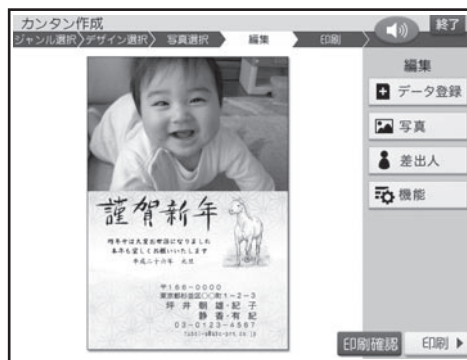 カンタン作成
終了
ジャンル選択 デザイン選択 写真選択 編集 印刷
編集
データ登録
写真
差出人
機能
謹賀新年
昨年中は大変お世話になりました
本年も宜しくお願いいたします
平成二十六年 元旦
〒166-0000
東京都杉並区○○町1-2-3
坪井 朝雄・紀子
静香・有紀
03-0123-4567
印刷確認
印刷